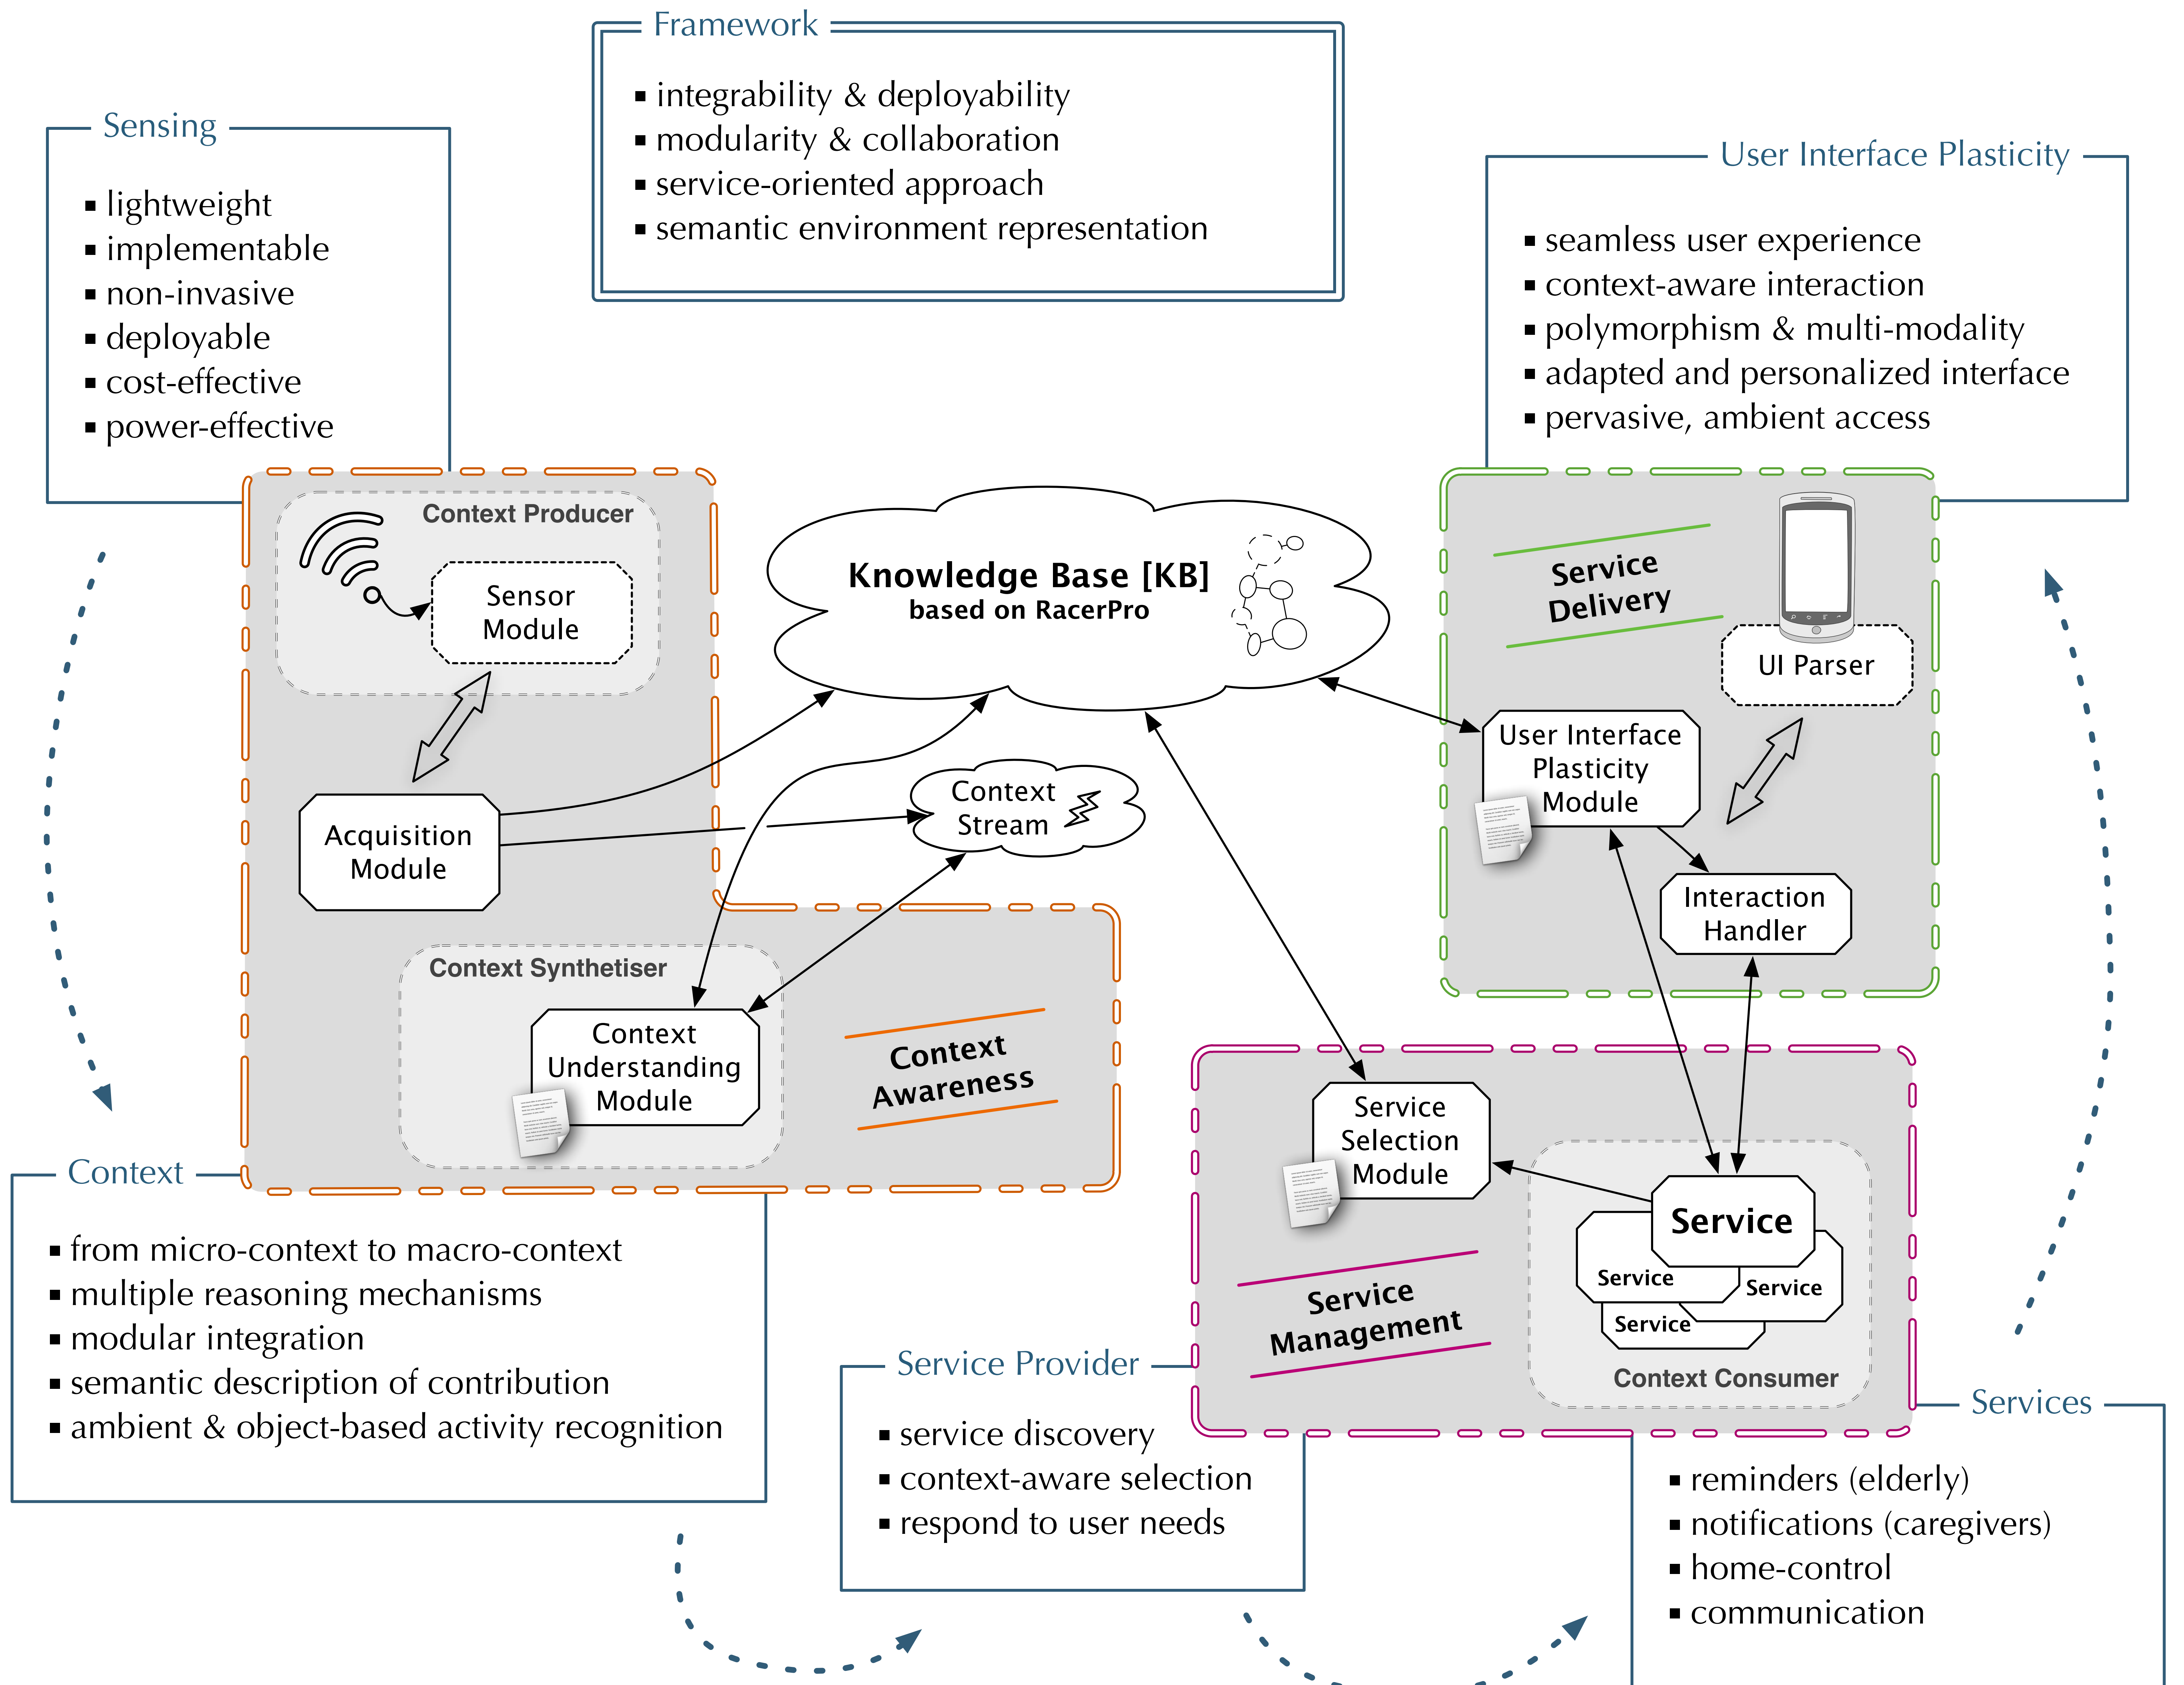 Framework
▪ integrability & deployability
▪ modularity & collaboration
▪ service-oriented approach
▪ semantic environment representation
Sensing
▪ lightweight
▪ implementable
▪ non-invasive
▪ deployable
▪ cost-effective
▪ power-effective
User Interface Plasticity
▪ seamless user experience
▪ context-aware interaction
▪ polymorphism & multi-modality
▪ adapted and personalized interface
▪ pervasive, ambient access
Context Producer
Sensor
Module
Acquisition
Module
Knowledge Base [KB]
based on RacerPro
Context
Stream
Service
Delivery
UI Parser
User Interface
Plasticity
Module
Interaction
Handler
Context Synthetiser
Context
Understanding
Module
Context
Awareness
Service
Selection
Module
Service
Management
Service
Service
Service
Service
Context Consumer
Context
▪ from micro-context to macro-context
▪ multiple reasoning mechanisms
▪ modular integration
▪ semantic description of contribution
▪ ambient & object-based activity recognition
Service Provider
▪ service discovery
▪ context-aware selection
▪ respond to user needs
Services
▪ reminders (elderly)
▪ notifications (caregivers)
▪ home-control
▪ communication